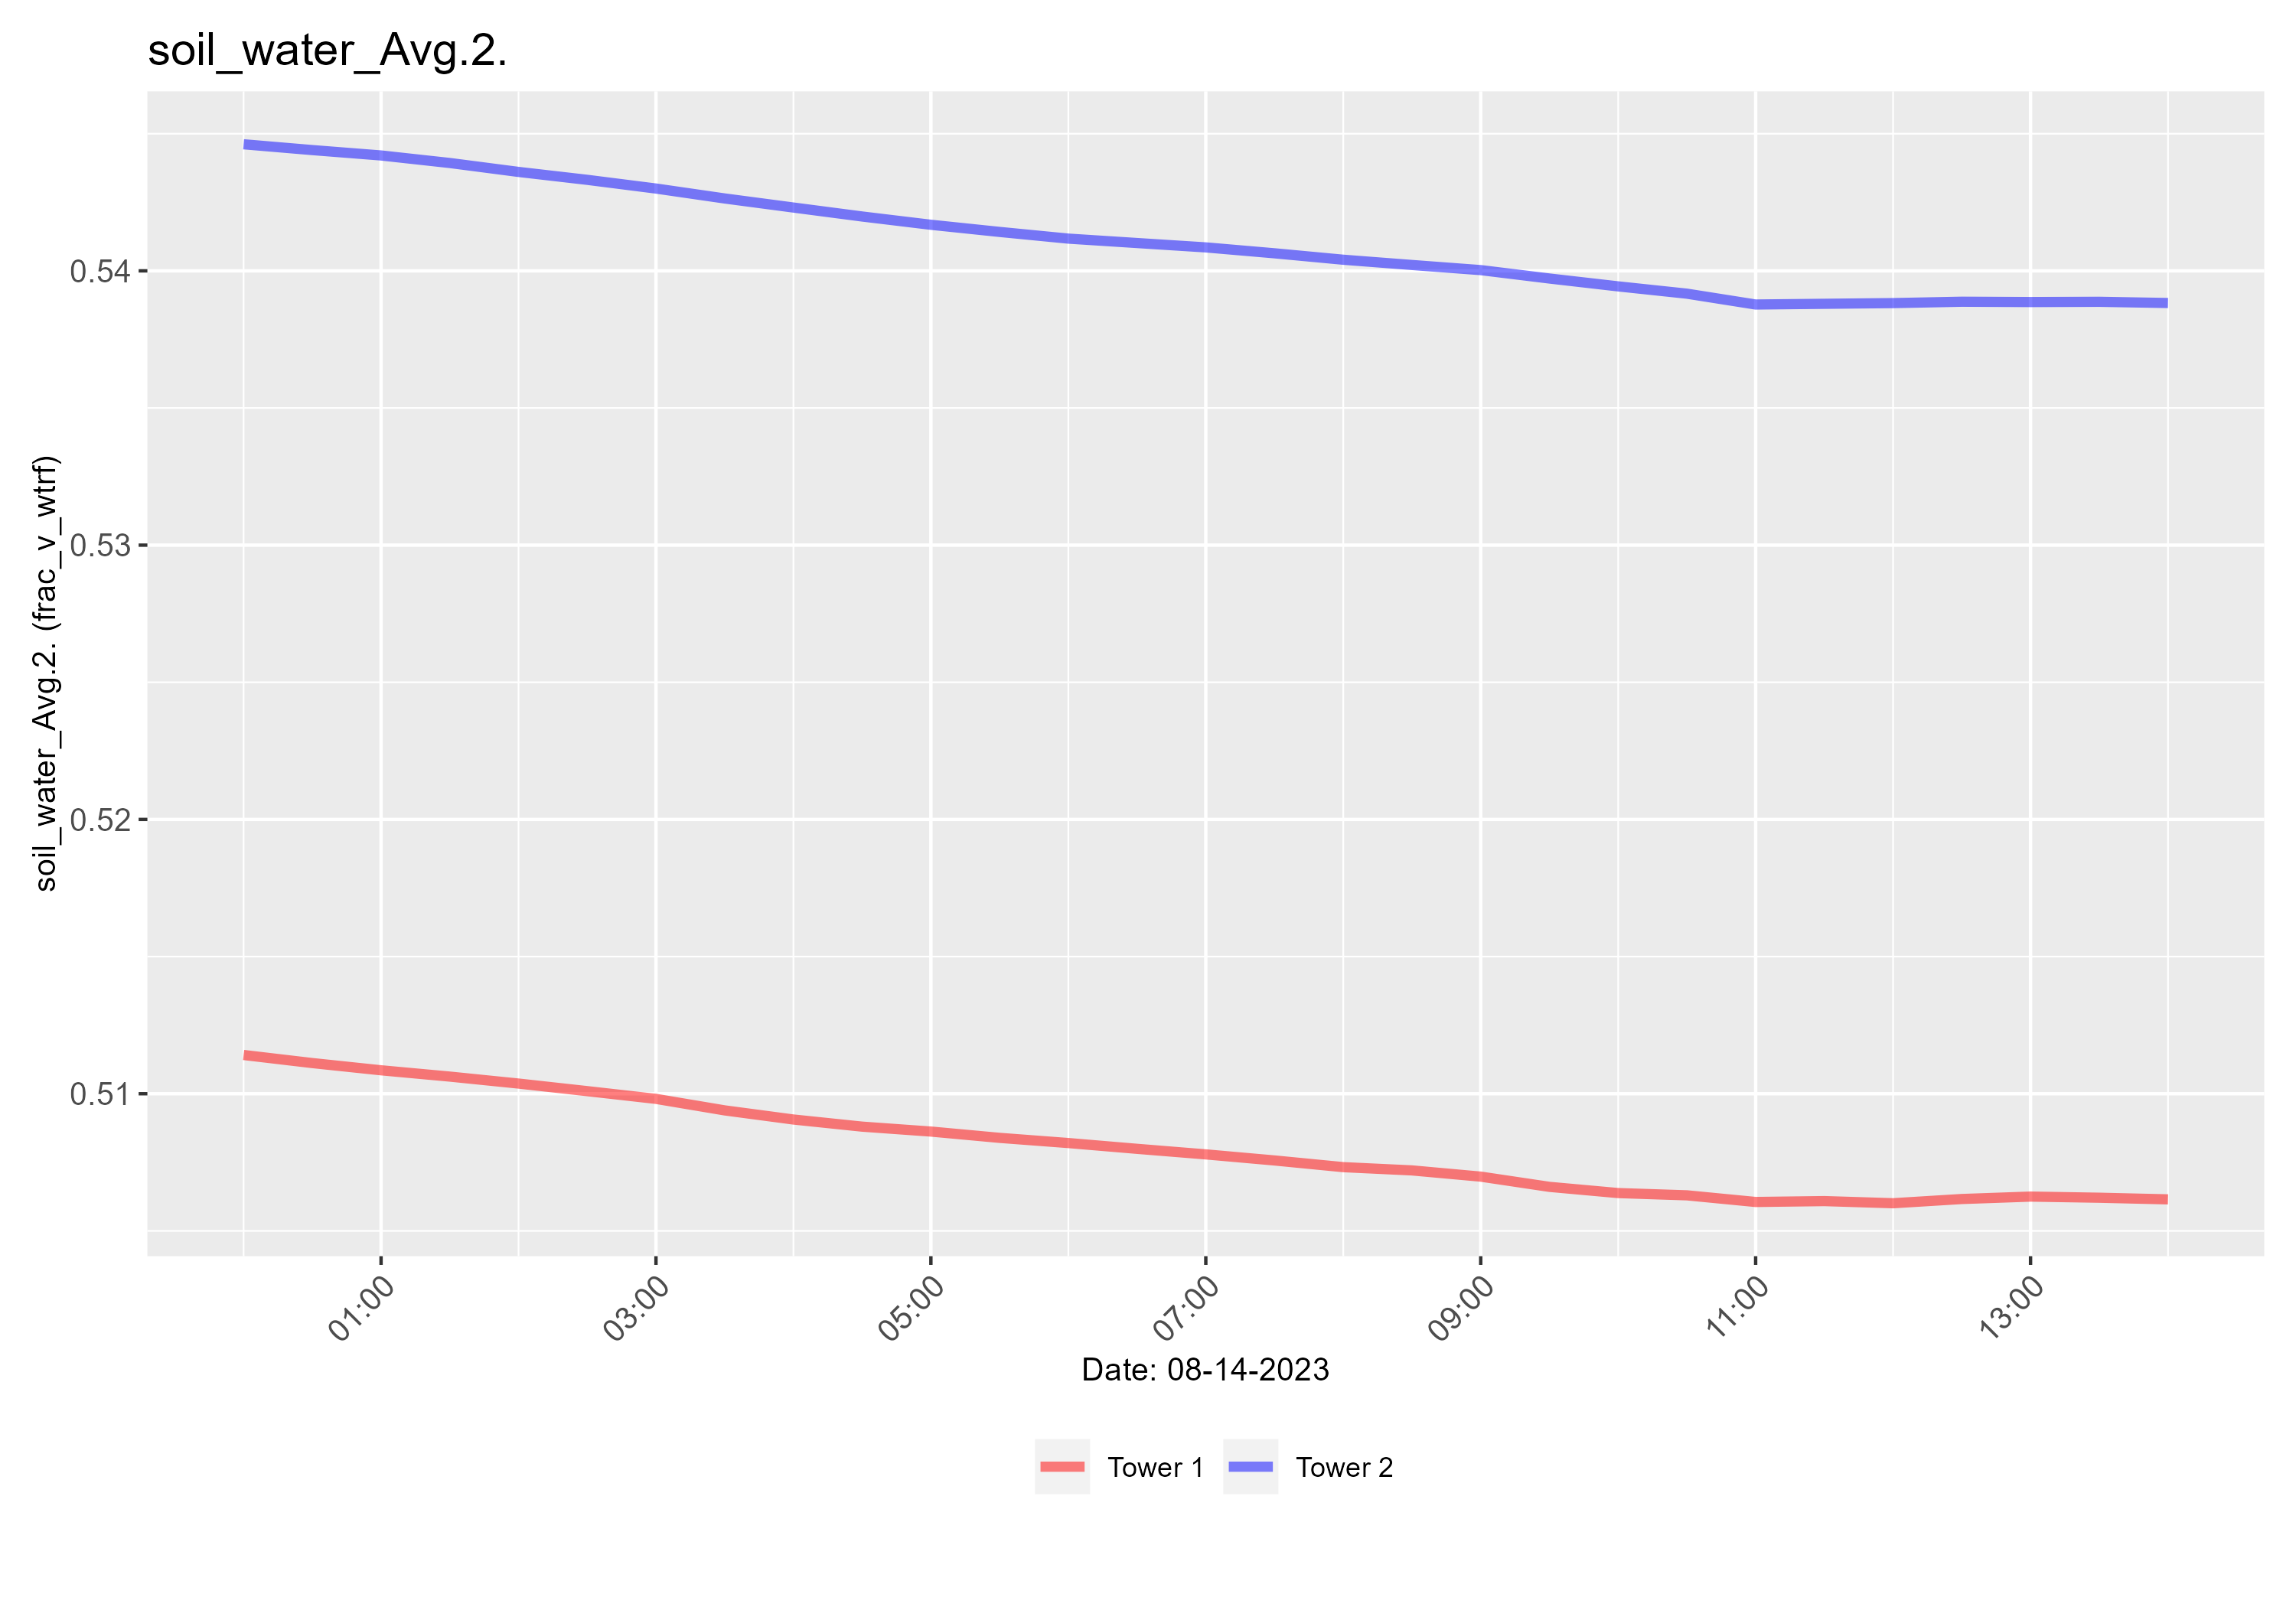 soil_water_Avg.2.
soil_water_Avg.2. (frac_v_wtrf)
0.54
0.53
0.52
0.51
01:00
03:00
05:00
07:00
09:00
11:00
13:00
Date: 08-14-2023
Tower 1
Tower 2